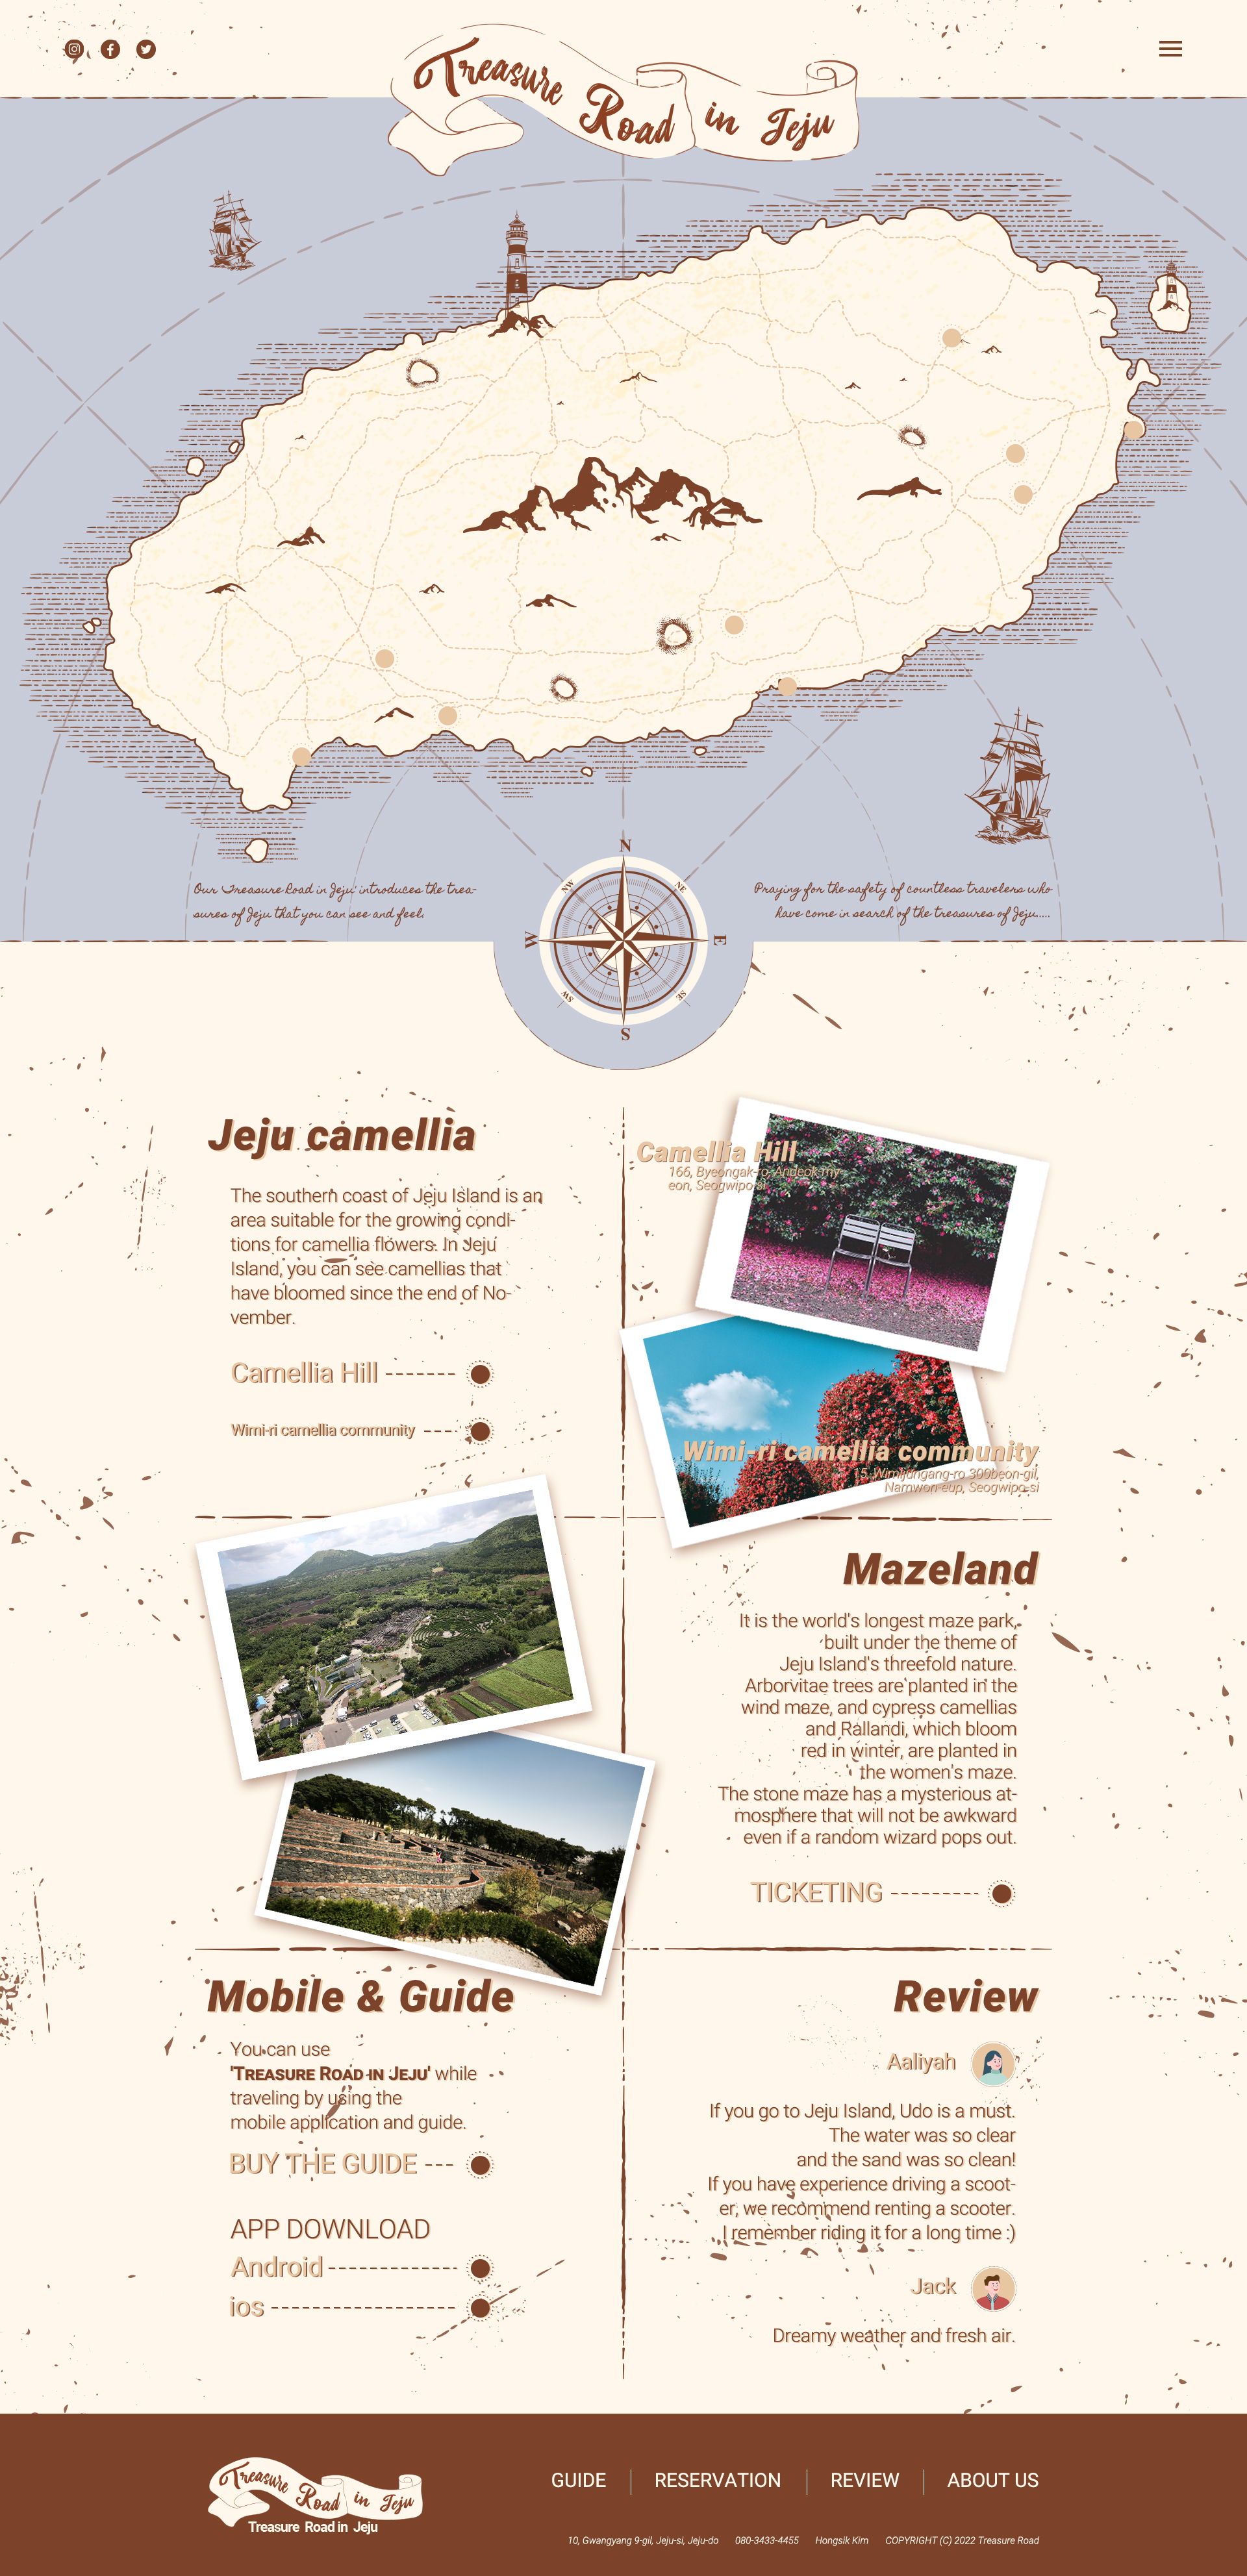 Treasure Road in Jeju
N
NW
NE
W
E
SW
SE
S
Our 'Treasure Road in Jeju' introduces the trea-
sures of Jeju that you can see and feel.
Praying for the safety of countless travelers who
have come in search of the treasures of Jeju.....
Jeju camellia
The southern coast of Jeju Island is an
area suitable for the growing condi-
tions for camellia flowers. In Jeju
Island, you can see camellias that
have bloomed since the end of No-
vember.
Camellia Hill
Wimi-ri camellia community
Camellia Hill
166, Byeongak-ro, Andeok-my-
eon, Seogwipo-si
Wimi-ri camellia community
15, Wimijungang-ro 300beon-gil,
Namwon-eup, Seogwipo-si
Mazeland
It is the world's longest maze park,
built under the theme of
Jeju Island's threefold nature.
Arborvitae trees are planted in the
wind maze, and cypress camellias
and Rallandi, which bloom
red in winter, are planted in
the women's maze.
The stone maze has a mysterious at-
mosphere that will not be awkward
even if a random wizard pops out.
TICKETING
Mobile & Guide
You can use
'TREASURE ROAD IN JEJU' while
traveling by using the
mobile application and guide.
BUY THE GUIDE
APP DOWNLOAD
Android
ios
Review
Aaliyah
If you go to Jeju Island, Udo is a must.
The water was so clear
and the sand was so clean!
If you have experience driving a scoot-
er, we recommend renting a scooter.
I remember riding it for a long time :)
Jack
Dreamy weather and fresh air.
Treasure Road in Jeju
Treasure Road in Jeju
GUIDE RESERVATION REVIEW ABOUT US
10, Gwangyang 9-gil, Jeju-si, Jeju-do 080-3433-4455 Hongsik Kim COPYRIGHT (C) 2022 Treasure Road